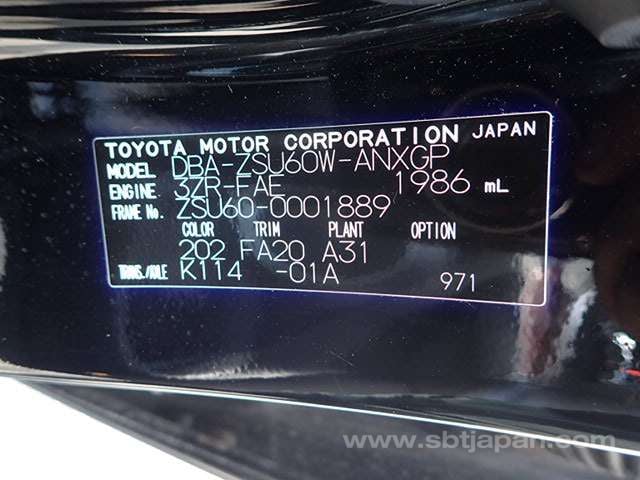 TOYOTA MOTOR CORPORATION JAPAN
MODEL DBA-ZSU60W-ANXGP
ENGINE 3ZR-FAE 1986 mL
FRAME No. ZSU60-0001889
COLOR TRIM PLANT OPTION
202 FA20 A31
TRANS./AXLE K114 -01A 971
www.sbtjapan.com